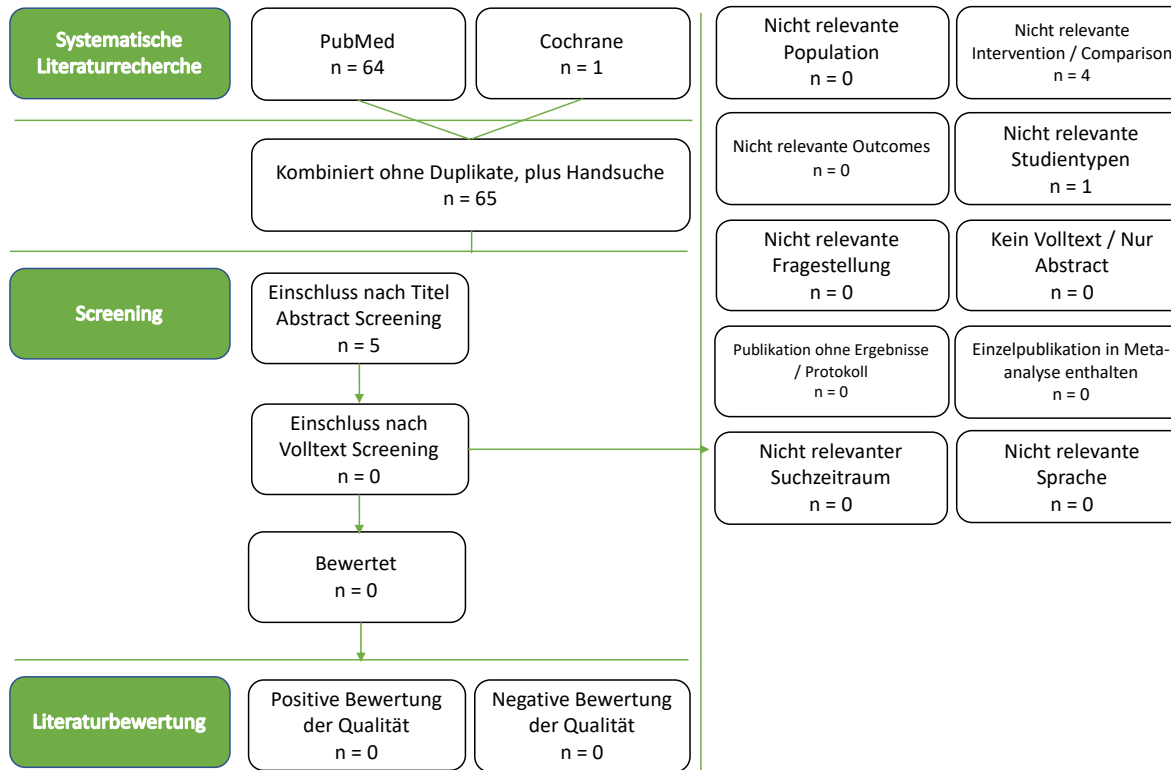 Systematische
Literaturrecherche
PubMed
n = 64
Cochrane
n = 1
Kombiniert ohne Duplikate, plus Handsuche
n = 65
Screening
Einschluss nach Titel
Abstract Screening
n = 5
Einschluss nach
Volltext Screening
n = 0
Bewertet
n = 0
Literaturbewertung
Positive Bewertung
der Qualität
n = 0
Negative Bewertung
der Qualität
n = 0
Nicht relevante
Population
n = 0
Nicht relevante
Intervention / Comparison
n = 4
Nicht relevante Outcomes
n = 0
Nicht relevante
Studientypen
n = 1
Nicht relevante
Fragestellung
n = 0
Kein Volltext / Nur
Abstract
n = 0
Publikation ohne Ergebnisse
/ Protokoll
n = 0
Einzelpublikation in Meta-
analyse enthalten
n = 0
Nicht relevanter
Suchzeitraum
n = 0
Nicht relevante
Sprache
n = 0